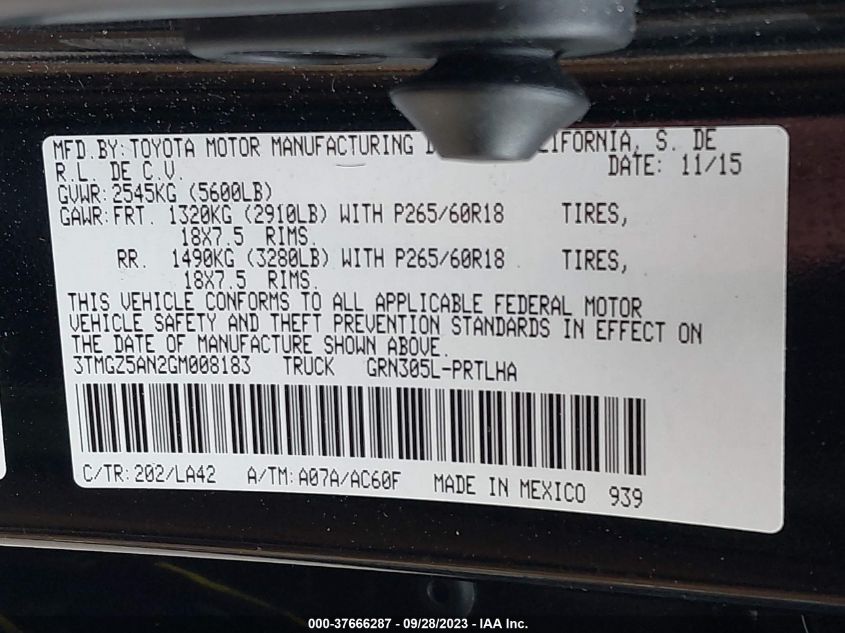 MFD.BY:TOYOTA MOTOR MANUFACTURING S. DE
R.L. DE C.V. DATE: 11/15
GVWR:2545KG (5600LB)
GAWR:FRT. 1320KG (2910LB) WITH P265/60R18 TIRES,
18X7.5 RIMS.
RR. 1490KG (3280LB) WITH P265/60R18 TIRES,
18X7.5 RIMS.
THIS VEHICLE CONFORMS TO ALL APPLICABLE FEDERAL MOTOR
VEHICLE SAFETY AND THEFT PREVENTION STANDARDS IN EFFECT ON
THE DATE OF MANUFACTURE SHOWN ABOVE.
3TMGZ5AN2GM008183 TRUCK GRN305L-PRTLHA
C/TR:202/LA42 A/TM:A07A/AC60F MADE IN MEXICO 939
000-37666287 - 09/28/2023 - IAA Inc.